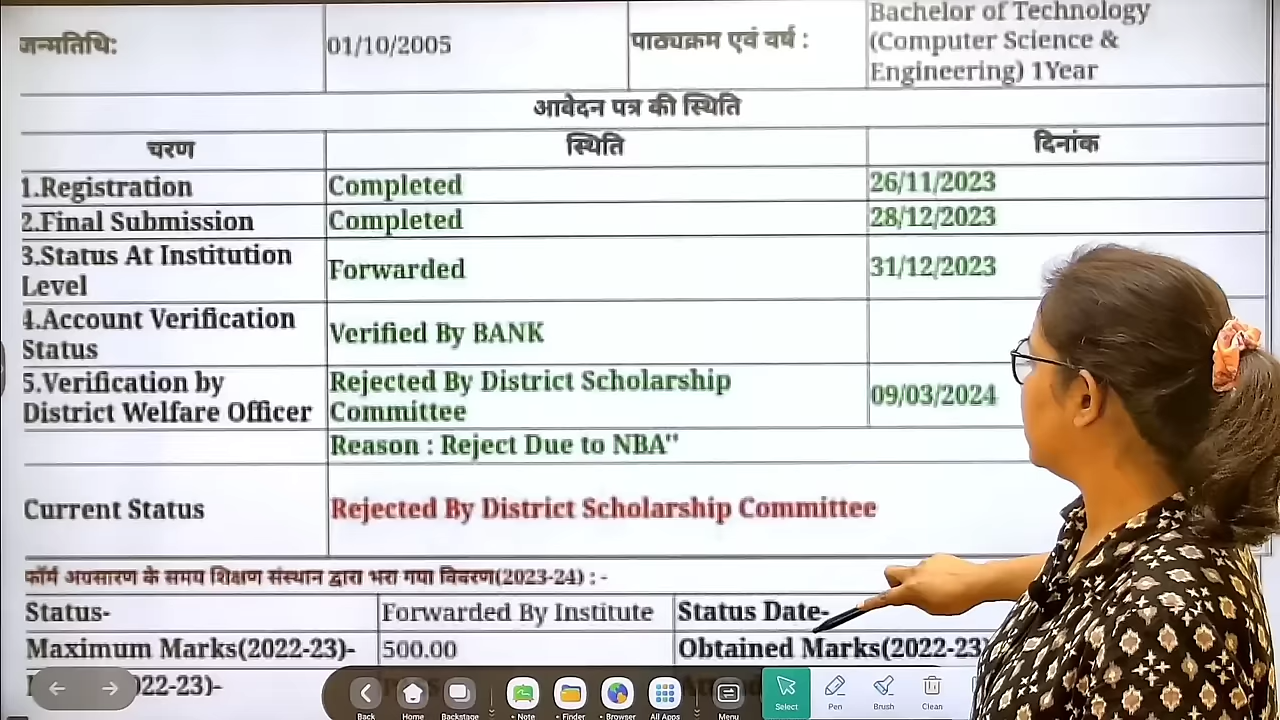 जन्मतिथि: 01/10/2005 पाठ्यक्रम एवं वर्ष : Bachelor of Technology
(Computer Science &
Engineering) 1Year
आवेदन पत्र की स्थिति
चरण स्थिति दिनांक
1.Registration Completed 26/11/2023
2.Final Submission Completed 28/12/2023
3.Status At Institution
Level Forwarded 31/12/2023
4.Account Verification
Status Verified By BANK
5.Verification by
District Welfare Officer Rejected By District Scholarship
Committee 09/03/2024
Reason : Reject Due to NBA"
Current Status Rejected By District Scholarship Committee
फॉर्म अग्रसारण के समय शिक्षण संस्थान द्वारा भरा गया विवरण(2023-24) : -
Status- Forwarded By Institute Status Date-
Maximum Marks(2022-23)- 500.00 Obtained Marks(2022-23)
022-23)-
Back Home Backstage Note Finder Browser All Apps Menu Select Pen Brush Clean